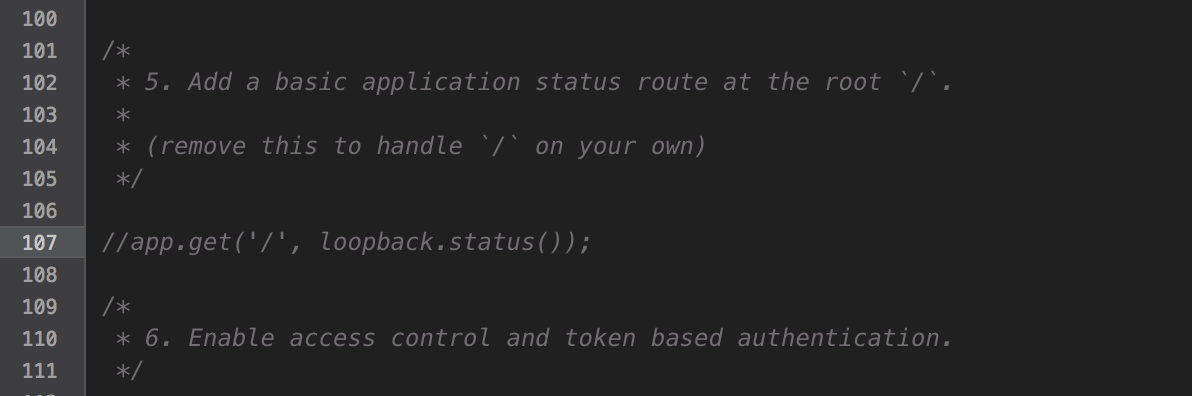 100
101 /*
102  * 5. Add a basic application status route at the root `/`.
103  *
104  * (remove this to handle `/` on your own)
105  */
106
107 //app.get('/', loopback.status());
108
109 /*
110  * 6. Enable access control and token based authentication.
111  */